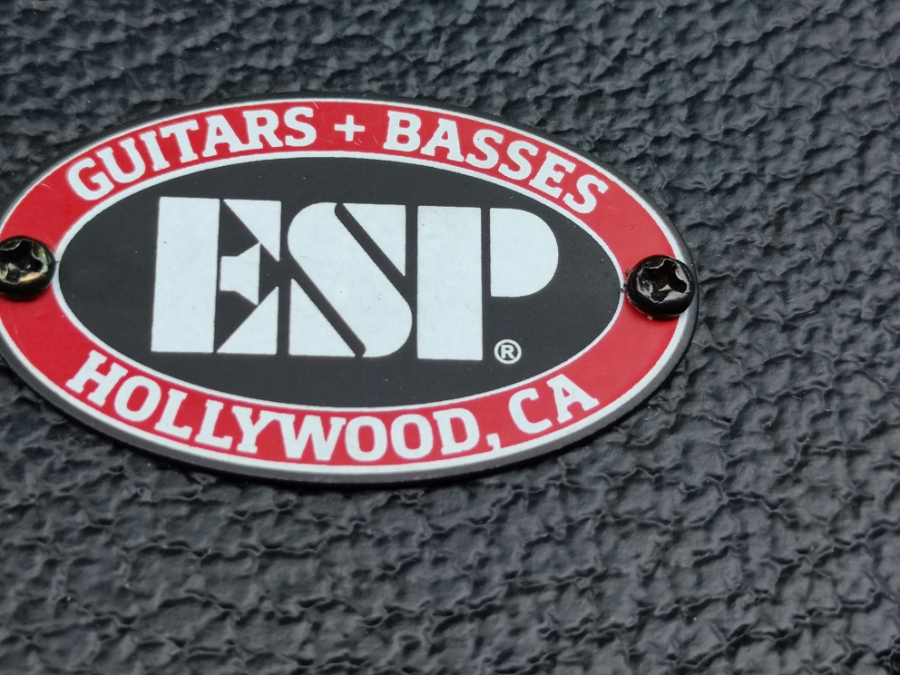 GUITARS + BASSES
ESP®
HOLLYWOOD, CA